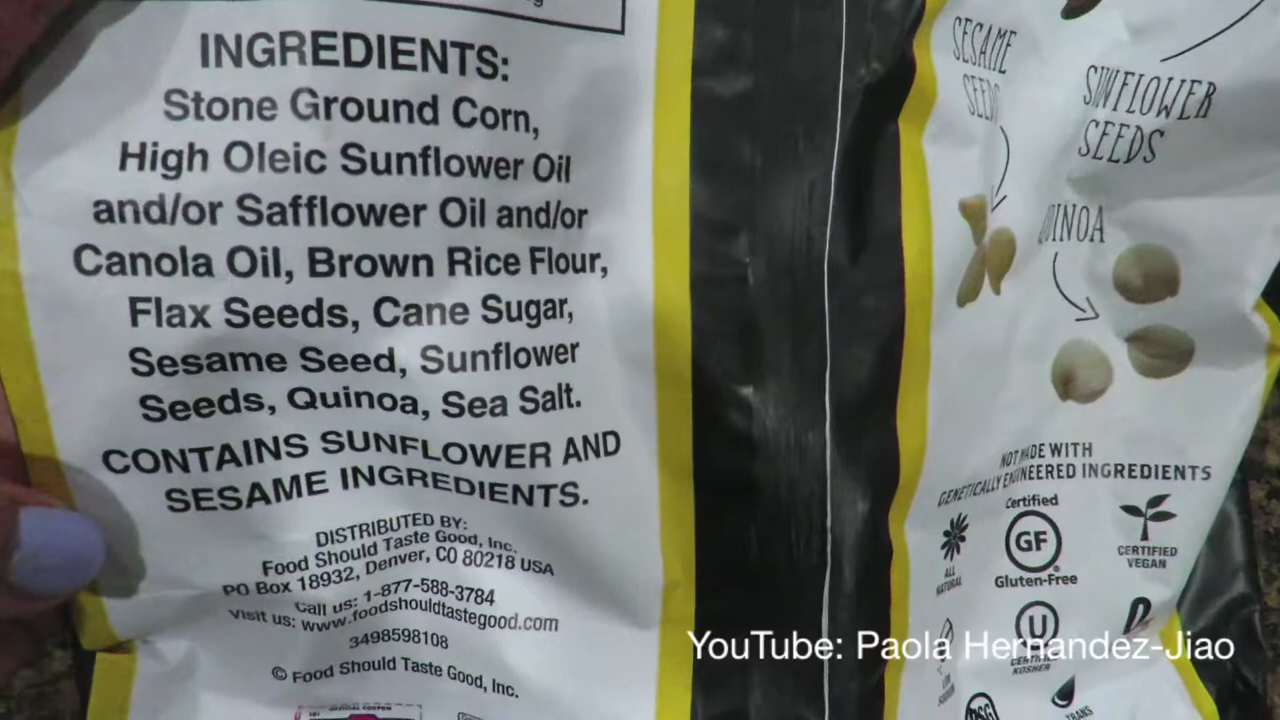 INGREDIENTS:
Stone Ground Corn,
High Oleic Sunflower Oil
and/or Safflower Oil and/or
Canola Oil, Brown Rice Flour,
Flax Seeds, Cane Sugar,
Sesame Seed, Sunflower
Seeds, Quinoa, Sea Salt.
CONTAINS SUNFLOWER AND
SESAME INGREDIENTS.
DISTRIBUTED BY:
Food Should Taste Good, Inc.
PO Box 18932, Denver, CO 80218 USA
Call us: 1-877-588-3784
Visit us: www.foodshouldtastegood.com
3498598108
© Food Should Taste Good, Inc.
SESAME
SEEDS
SUNFLOWER
SEEDS
QUINOA
NOT MADE WITH
GENETICALLY ENGINEERED INGREDIENTS
ALL
NATURAL
Certified
GF
Gluten-Free
CERTIFIED
VEGAN
U
CERTIFIED
KOSHER
TRANS
YouTube: Paola Hernandez-Jiao